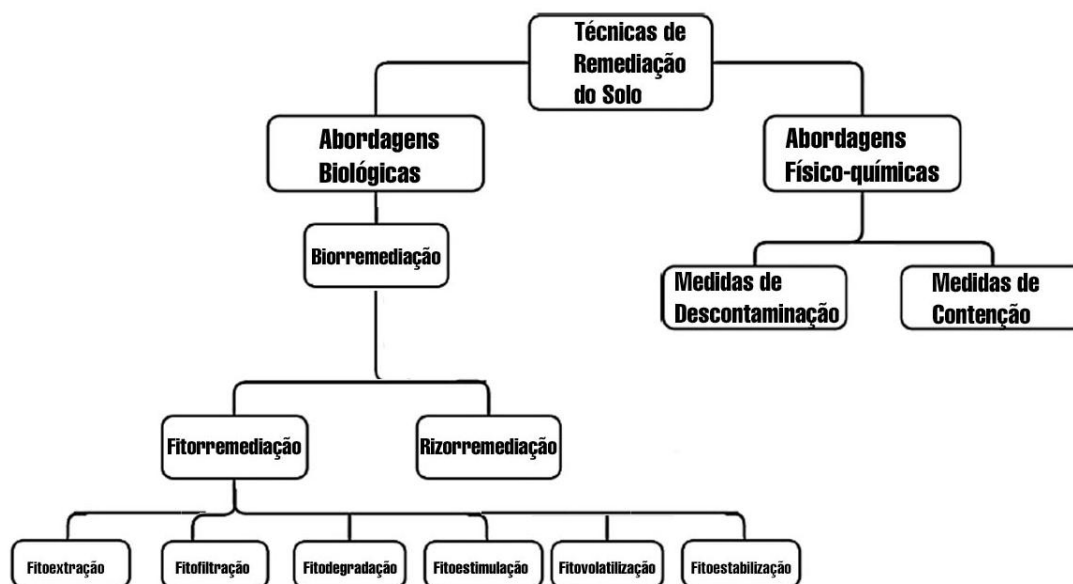 Técnicas de
Remediação
do Solo
Abordagens
Biológicas
Abordagens
Físico-químicas
Biorremediação
Medidas de
Descontaminação
Medidas de
Contenção
Fitorremediação
Rizorremediação
Fitoextração
Fitofiltração
Fitodegradação
Fitoestimulação
Fitovolatilização
Fitoestabilização